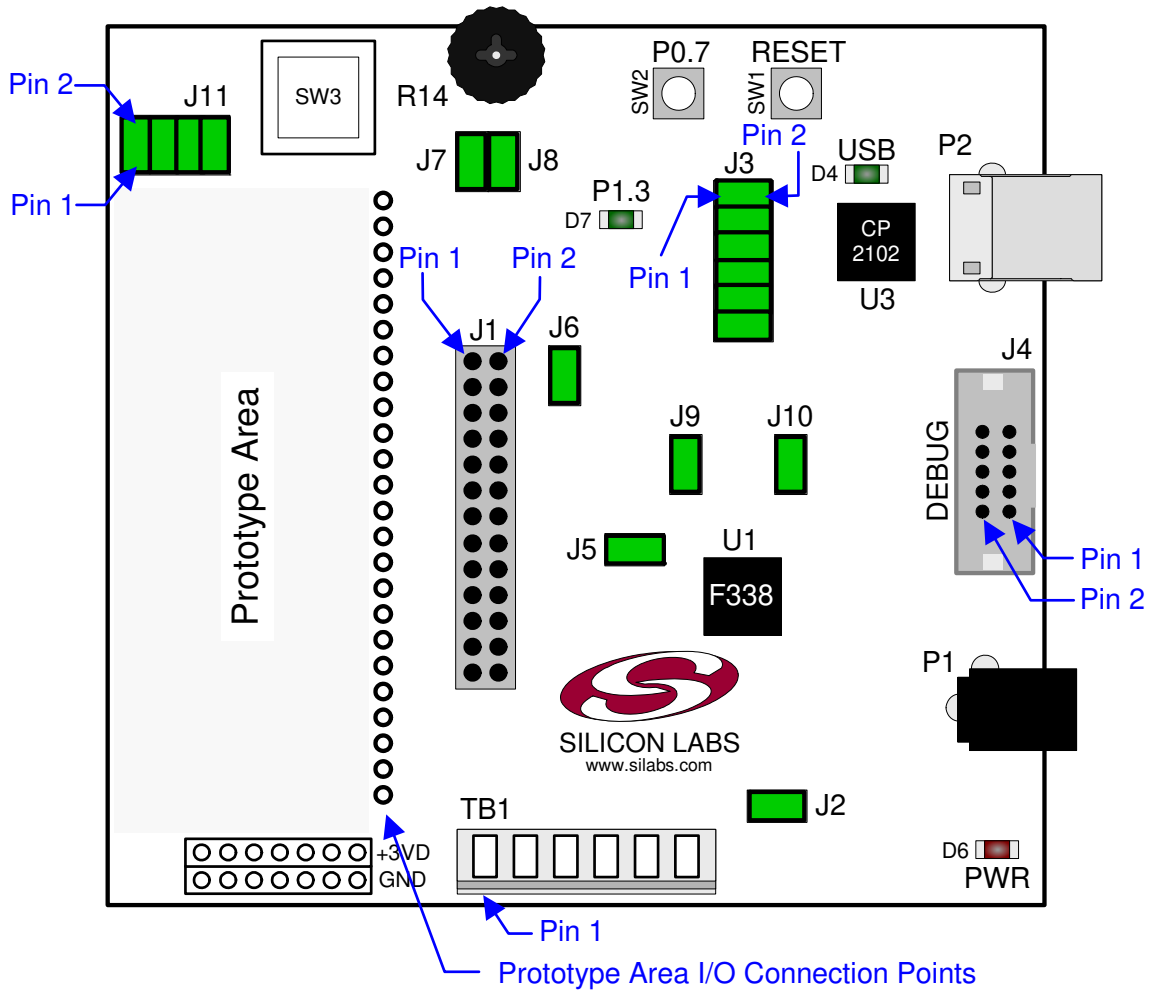 P0.7
RESET
Pin 2
J11
SW3
R14
SW2
SW1
Pin 2
J7
J8
J3
USB
P2
D4
P1.3
D7
Pin 1
CP
2102
Pin 1
Pin 2
Pin 1
U3
J1
J6
J4
Prototype Area
J9
J10
DEBUG
J5
U1
Pin 1
F338
Pin 2
P1
SILICON LABS
www.silabs.com
TB1
J2
+3VD
GND
D6
PWR
Pin 1
Prototype Area I/O Connection Points